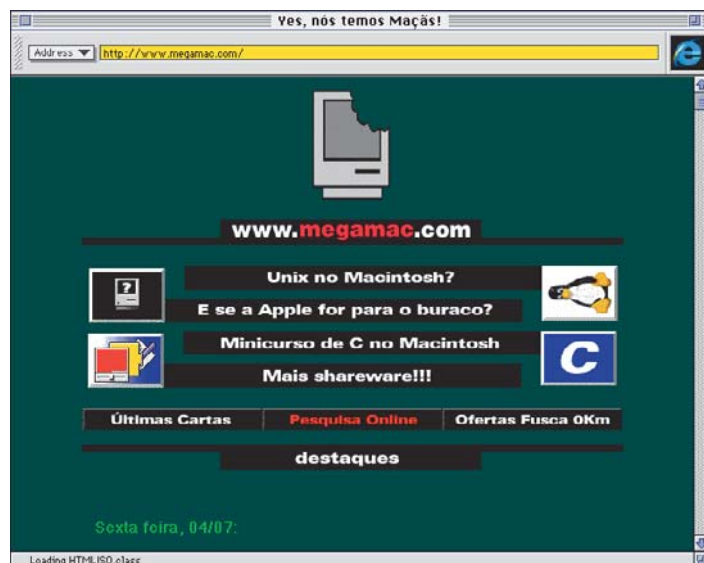 Yes, nós temos Maçãs!
Address
http://www.megamac.com/
www.megamac.com
?
Unix no Macintosh?
E se a Apple for para o buraco?
Minicurso de C no Macintosh
C
Mais shareware!!!
Últimas Cartas
Pesquisa Online
Ofertas Fusca 0Km
destaques
Sexta feira, 04/07:
Loading HTMLISO.class